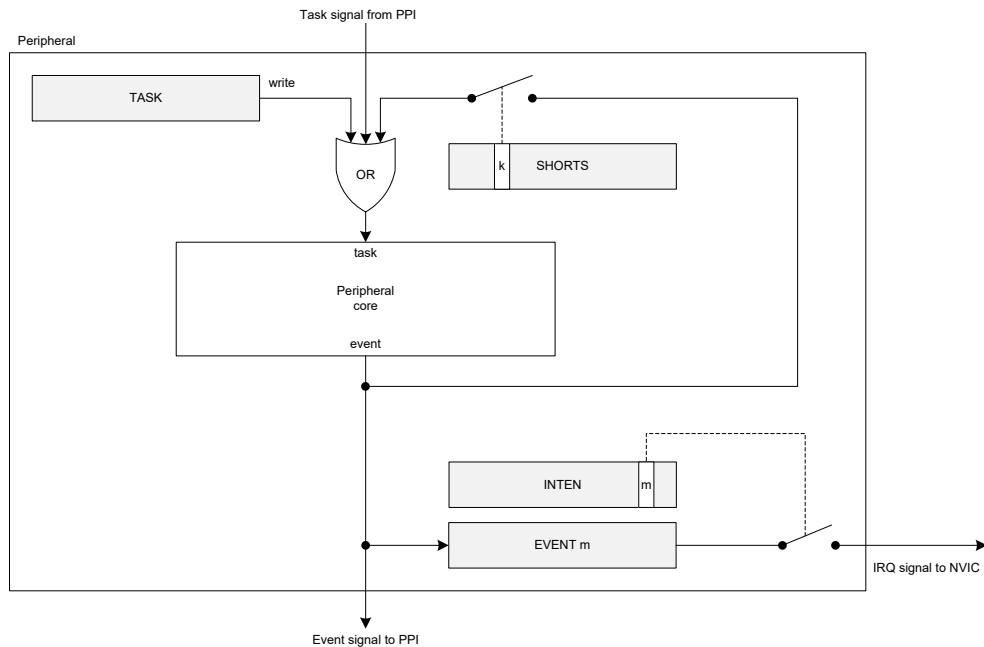 Task signal from PPI
Peripheral
write
TASK
OR
k
SHORTS
task
Peripheral
core
event
INTEN
m
EVENT m
IRQ signal to NVIC
Event signal to PPI